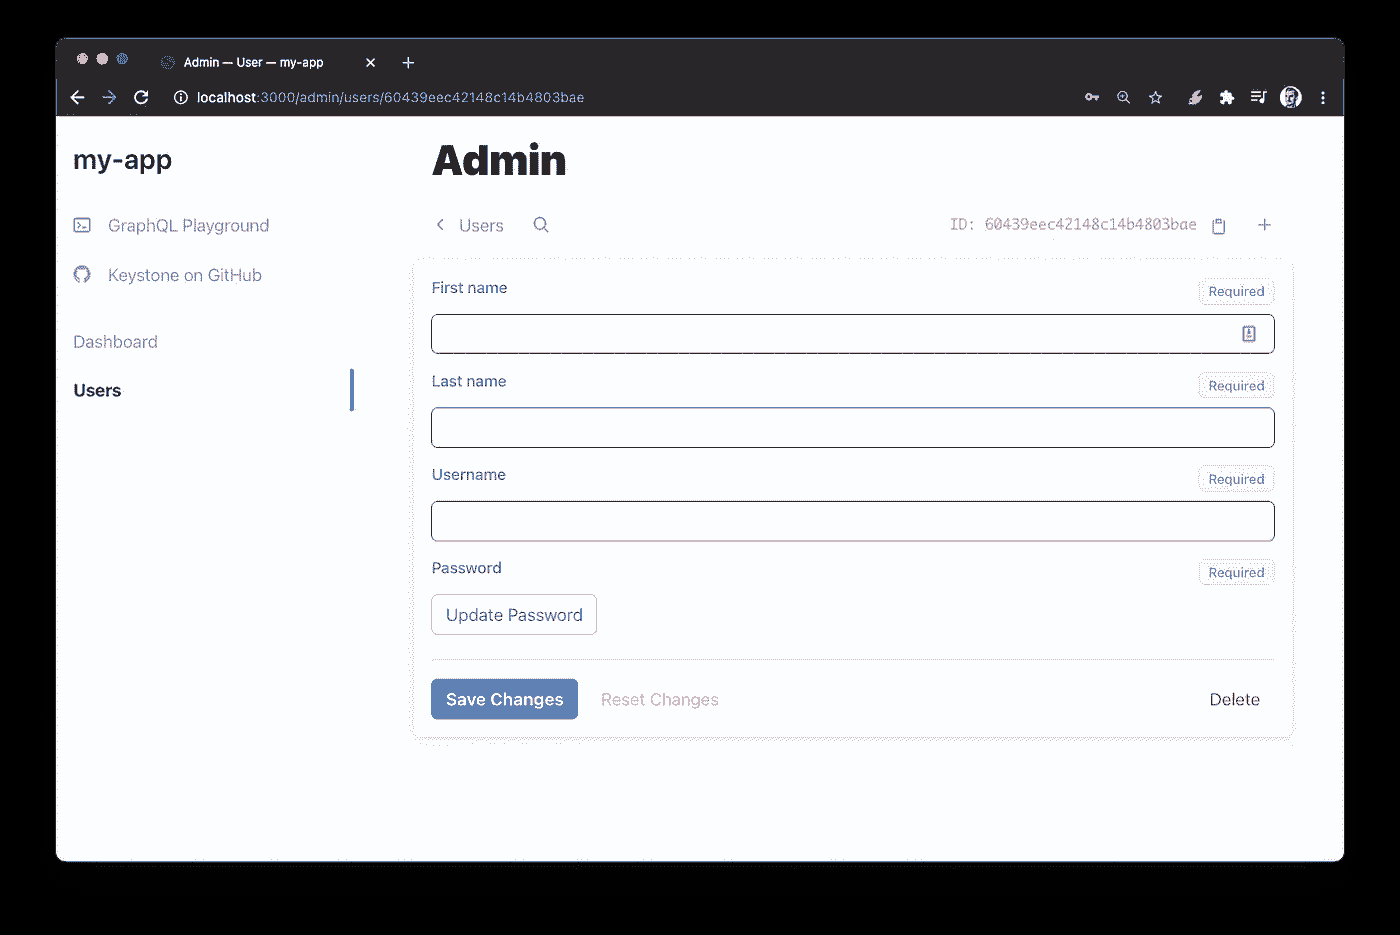 Admin — User — my-app
localhost:3000/admin/users/60439eec42148c14b4803bae
my-app
GraphQL Playground
Keystone on GitHub
Dashboard
Users
Admin
Users
ID: 60439eec42148c14b4803bae
First name
Required
Last name
Required
Username
Required
Password
Required
Update Password
Save Changes
Reset Changes
Delete